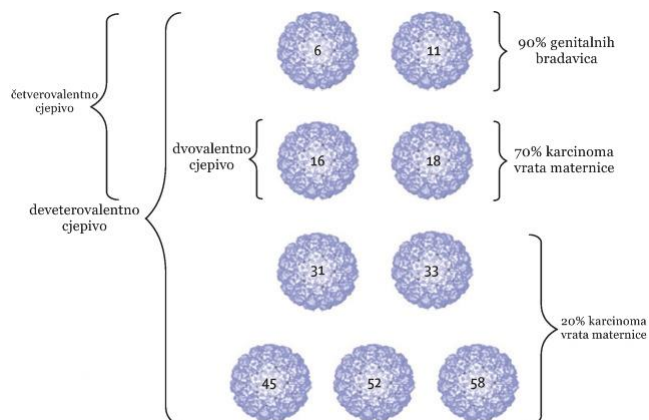 6
11
90% genitalnih
bradavica
četverovalentno
cjepivo
dvovalentno
cjepivo
16
18
70% karcinoma
vrata maternice
deveterovalentno
cjepivo
31
33
20% karcinoma
vrata maternice
45
52
58